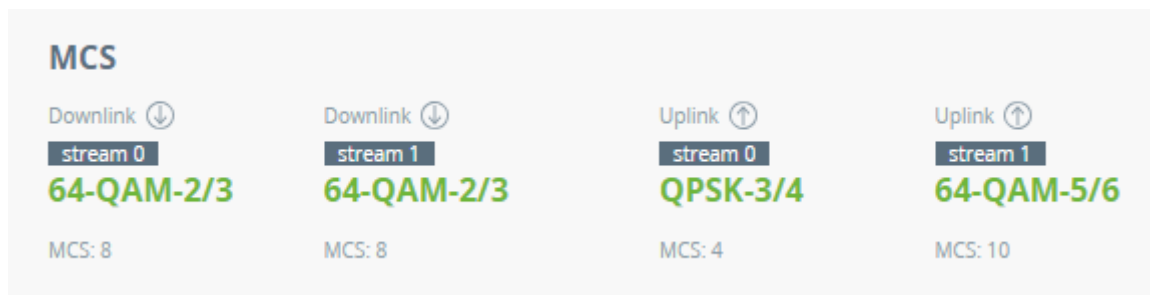 MCS
Downlink Downlink Uplink Uplink
stream 0 stream 1 stream 0 stream 1
64-QAM-2/3 64-QAM-2/3 QPSK-3/4 64-QAM-5/6
MCS: 8 MCS: 8 MCS: 4 MCS: 10